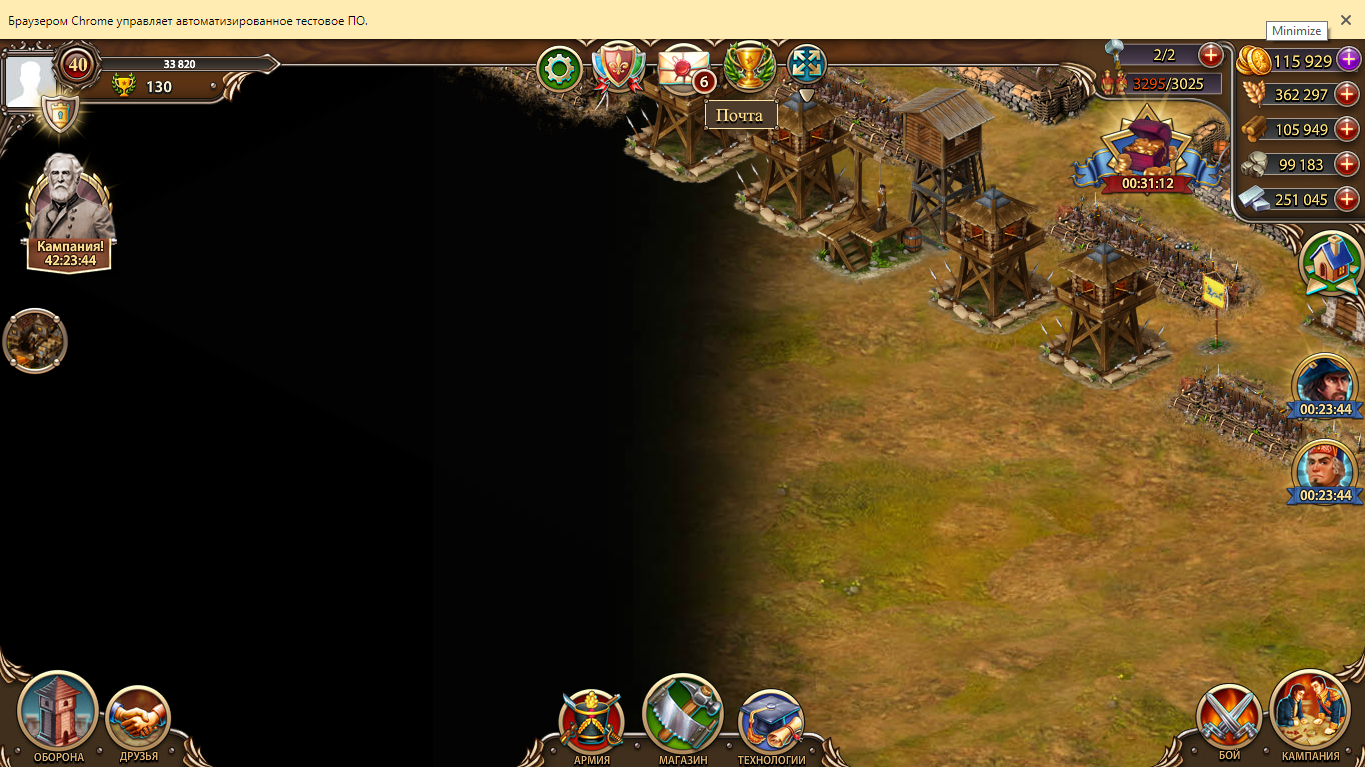 Браузером Chrome управляет автоматизированное тестовое ПО.
Minimize
40
33 820
130
6
Почта
2/2
3295/3025
115 929
362 297
105 949
99 183
251 045
00:31:12
Кампания!
42:23:44
00:23:44
00:23:44
ОБОРОНА
ДРУЗЬЯ
АРМИЯ
МАГАЗИН
ТЕХНОЛОГИИ
БОЙ
КАМПАНИЯ